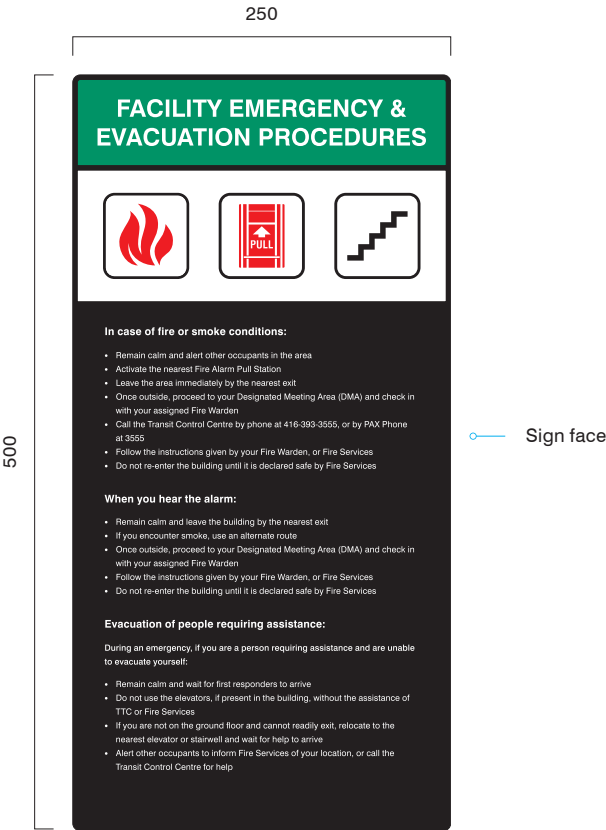 250
FACILITY EMERGENCY &
EVACUATION PROCEDURES
PULL
In case of fire or smoke conditions:
• Remain calm and alert other occupants in the area
• Activate the nearest Fire Alarm Pull Station
• Leave the area immediately by the nearest exit
• Once outside, proceed to your Designated Meeting Area (DMA) and check in
with your assigned Fire Warden
• Call the Transit Control Centre by phone at 416-393-3555, or by PAX Phone
at 3555
• Follow the instructions given by your Fire Warden, or Fire Services
• Do not re-enter the building until it is declared safe by Fire Services
500
Sign face
When you hear the alarm:
• Remain calm and leave the building by the nearest exit
• If you encounter smoke, use an alternate route
• Once outside, proceed to your Designated Meeting Area (DMA) and check in
with your assigned Fire Warden
• Follow the instructions given by your Fire Warden, or Fire Services
• Do not re-enter the building until it is declared safe by Fire Services
Evacuation of people requiring assistance:
During an emergency, if you are a person requiring assistance and are unable
to evacuate yourself:
• Remain calm and wait for first responders to arrive
• Do not use the elevators, if present in the building, without the assistance of
TTC or Fire Services
• If you are not on the ground floor and cannot readily exit, relocate to the
nearest elevator or stairwell and wait for help to arrive
• Alert other occupants to inform Fire Services of your location, or call the
Transit Control Centre for help